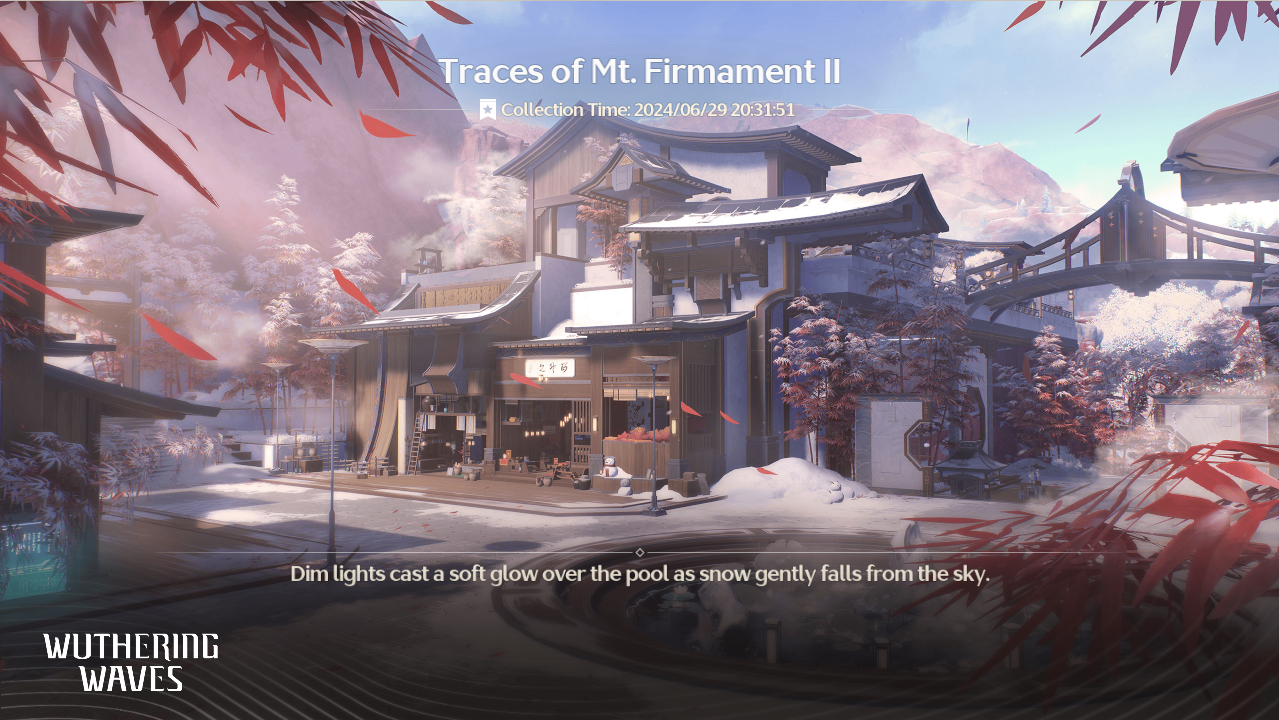 Traces of Mt. Firmament II
Collection Time: 2024/06/29 20:31:51
Dim lights cast a soft glow over the pool as snow gently falls from the sky.
WUTHERING
WAVES